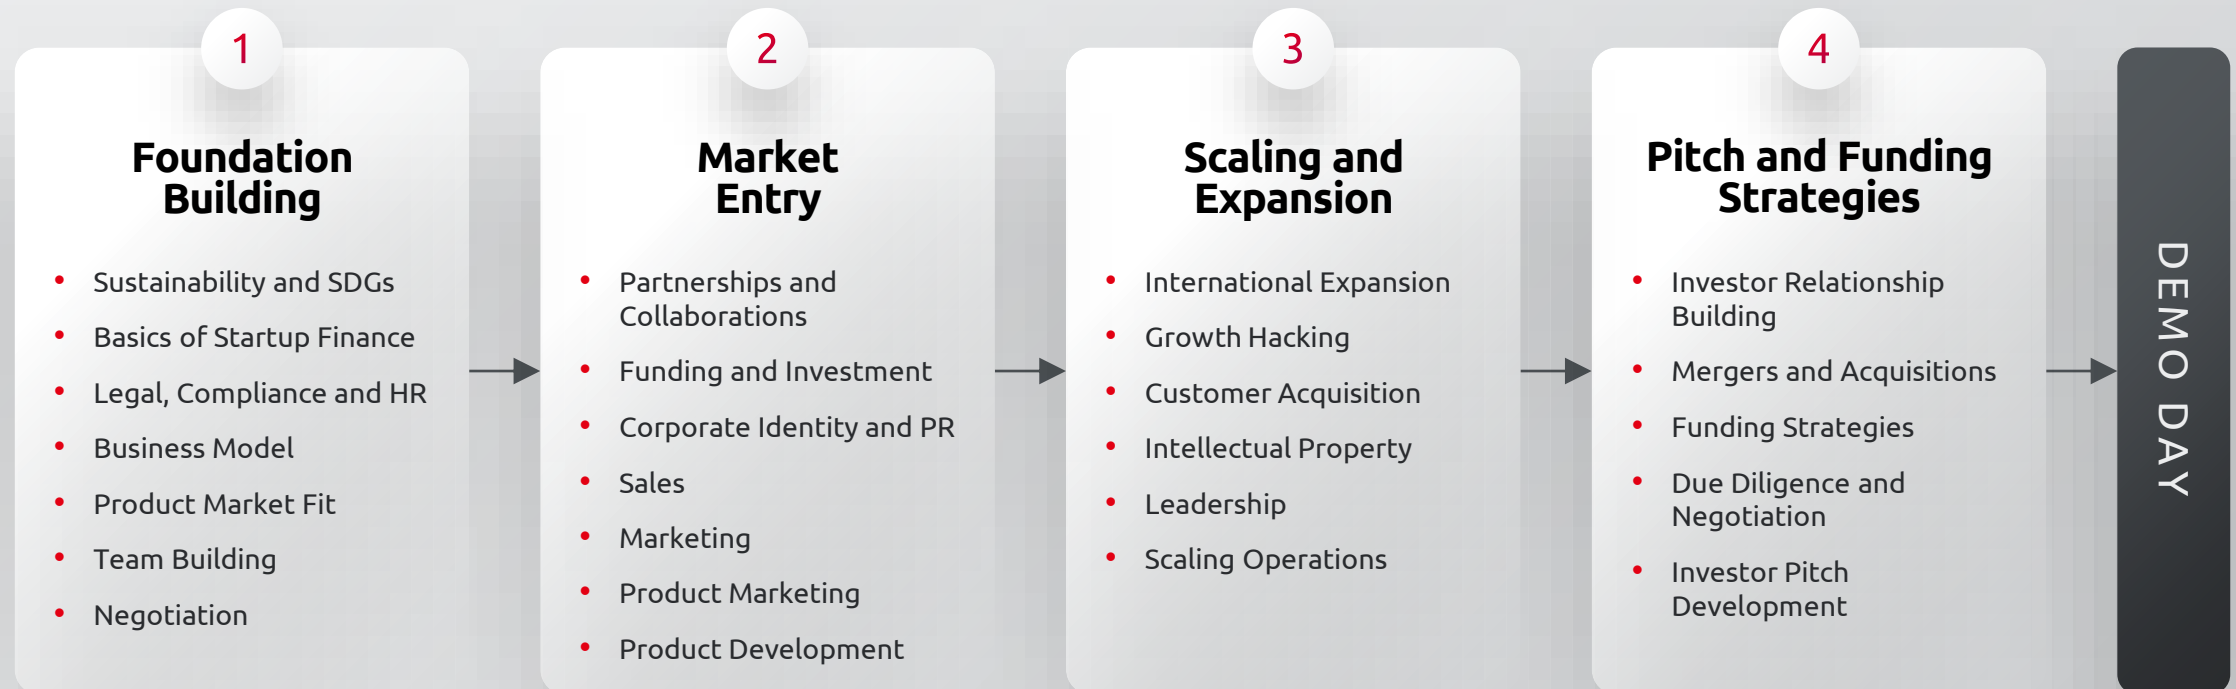 1
Foundation
Building
• Sustainability and SDGs
• Basics of Startup Finance
• Legal, Compliance and HR
• Business Model
• Product Market Fit
• Team Building
• Negotiation
2
Market
Entry
• Partnerships and
Collaborations
• Funding and Investment
• Corporate Identity and PR
• Sales
• Marketing
• Product Marketing
• Product Development
3
Scaling and
Expansion
• International Expansion
• Growth Hacking
• Customer Acquisition
• Intellectual Property
• Leadership
• Scaling Operations
4
Pitch and Funding
Strategies
• Investor Relationship
Building
• Mergers and Acquisitions
• Funding Strategies
• Due Diligence and
Negotiation
• Investor Pitch
Development
DEMO DAY